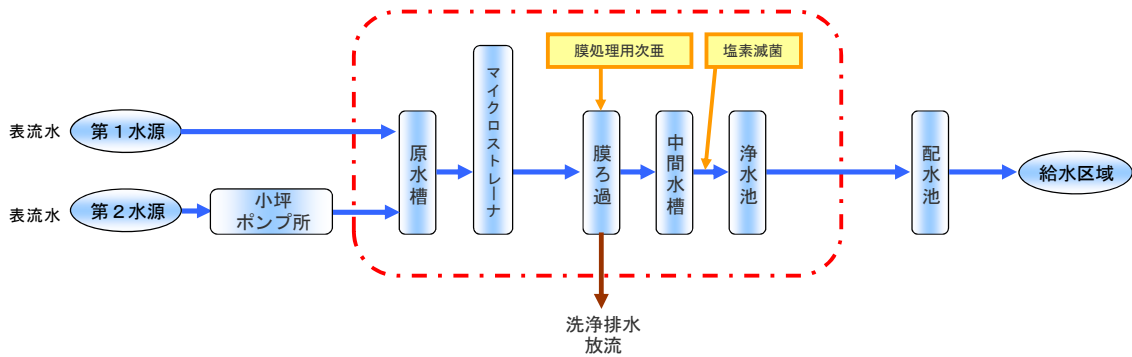 膜処理用次亜
塩素滅菌
表流水
第１水源
表流水
第２水源
小坪
ポンプ所
原水槽
マイクロストレーナ
膜ろ過
中間水槽
浄水池
配水池
給水区域
洗浄排水
放流